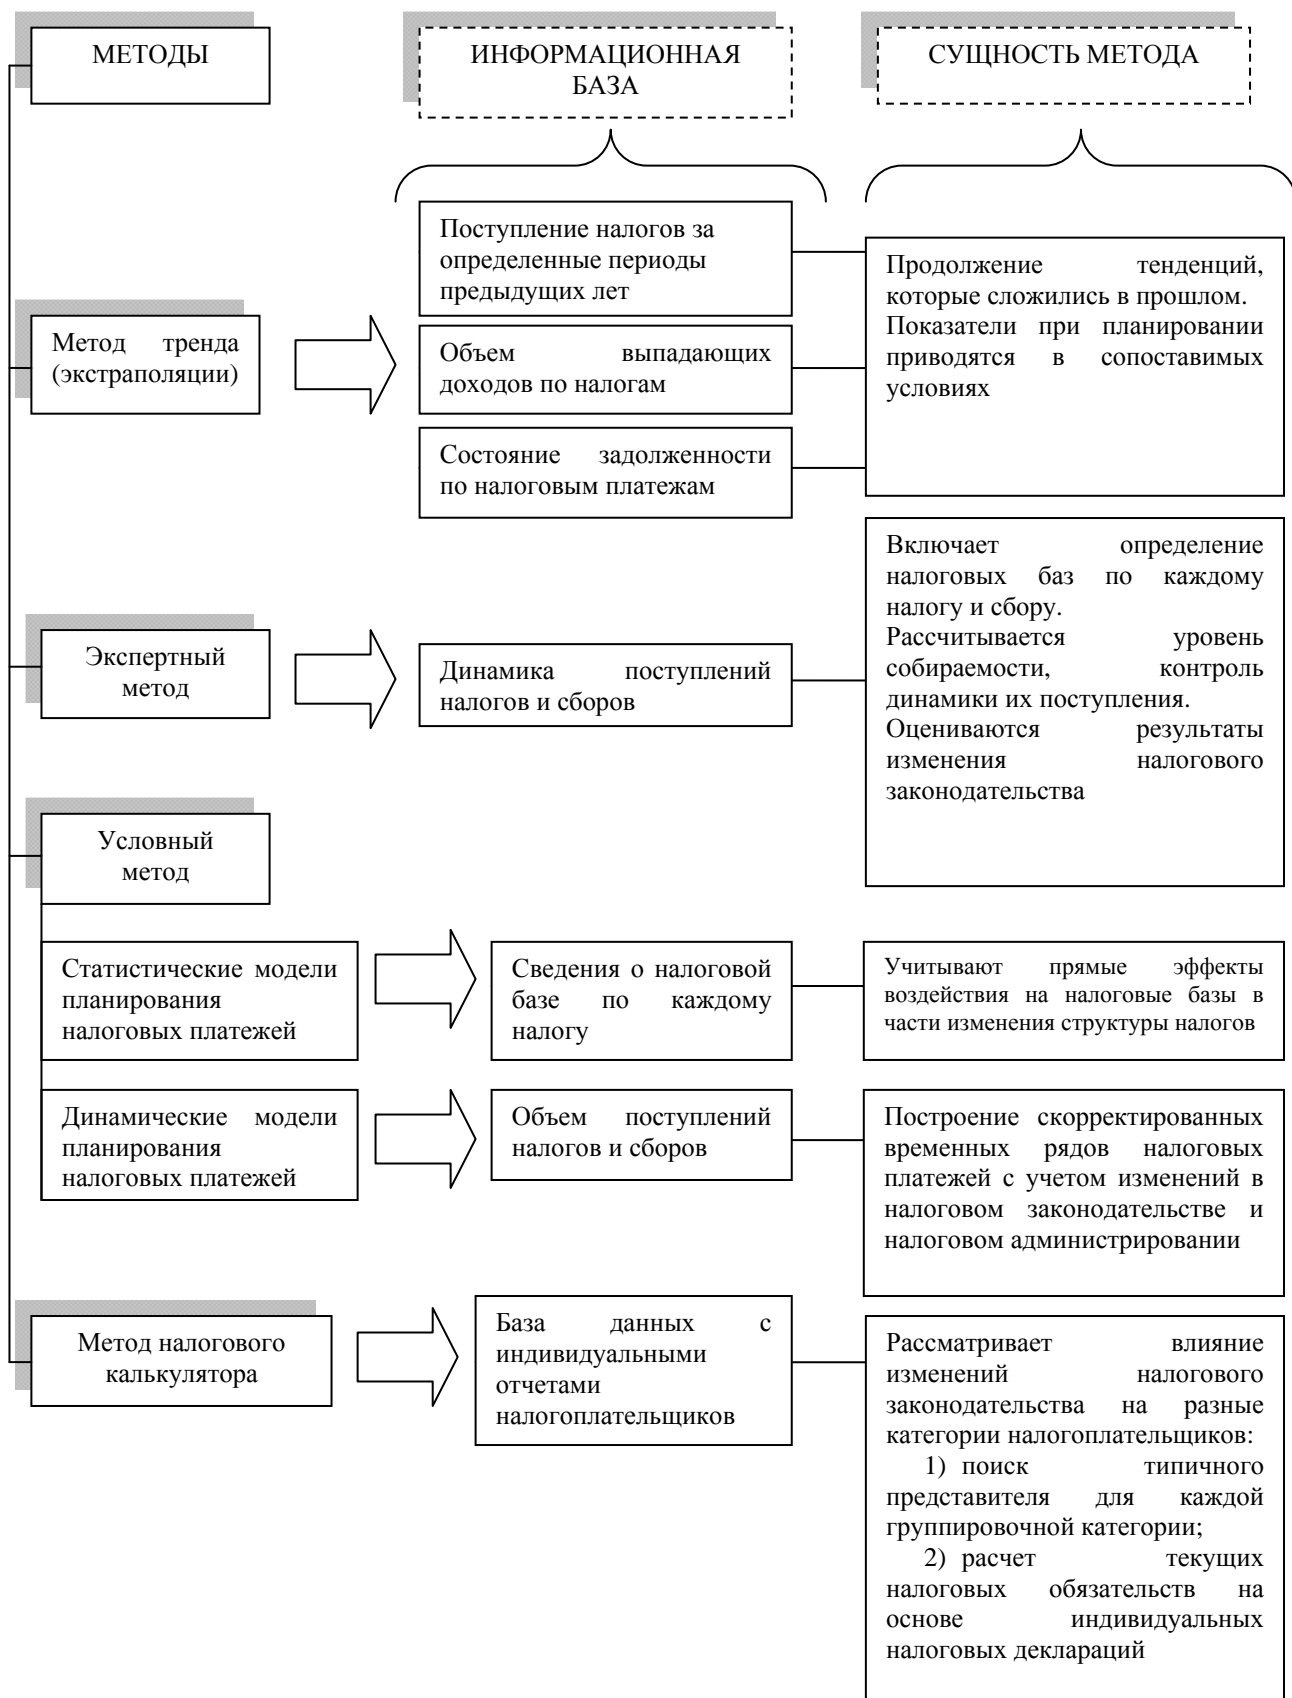 МЕТОДЫ
ИНФОРМАЦИОННАЯ
БАЗА
СУЩНОСТЬ МЕТОДА
Метод тренда
(экстраполяции)
Поступление налогов за
определенные периоды
предыдущих лет
Объем выпадающих
доходов по налогам
Состояние задолженности
по налоговым платежам
Продолжение тенденций,
которые сложились в прошлом.
Показатели при планировании
приводятся в сопоставимых
условиях
Экспертный
метод
Динамика поступлений
налогов и сборов
Включает определение
налоговых баз по каждому
налогу и сбору.
Рассчитывается уровень
собираемости, контроль
динамики их поступления.
Оцениваются результаты
изменения налогового
законодательства
Условный
метод
Статистические модели
планирования
налоговых платежей
Сведения о налоговой
базе по каждому
налогу
Учитывают прямые эффекты
воздействия на налоговые базы в
части изменения структуры налогов
Динамические модели
планирования
налоговых платежей
Объем поступлений
налогов и сборов
Построение скорректированных
временных рядов налоговых
платежей с учетом изменений в
налоговом законодательстве и
налоговом администрировании
Метод налогового
калькулятора
База данных с
индивидуальными
отчетами
налогоплательщиков
Рассматривает влияние
изменений налогового
законодательства на разные
категории налогоплательщиков:
1) поиск типичного
представителя для каждой
группировочной категории;
2) расчет текущих
налоговых обязательств на
основе индивидуальных
налоговых деклараций